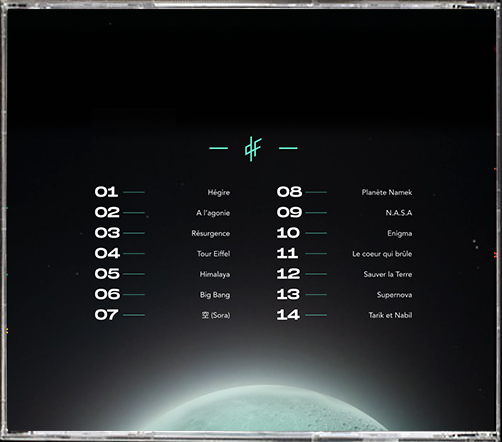 01 Hégire
02 A l'agonie
03 Résurgence
04 Tour Eiffel
05 Himalaya
06 Big Bang
07 空 (Sora)
08 Planète Namek
09 N.A.S.A
10 Enigma
11 Le coeur qui brûle
12 Sauver la Terre
13 Supernova
14 Tarik et Nabil